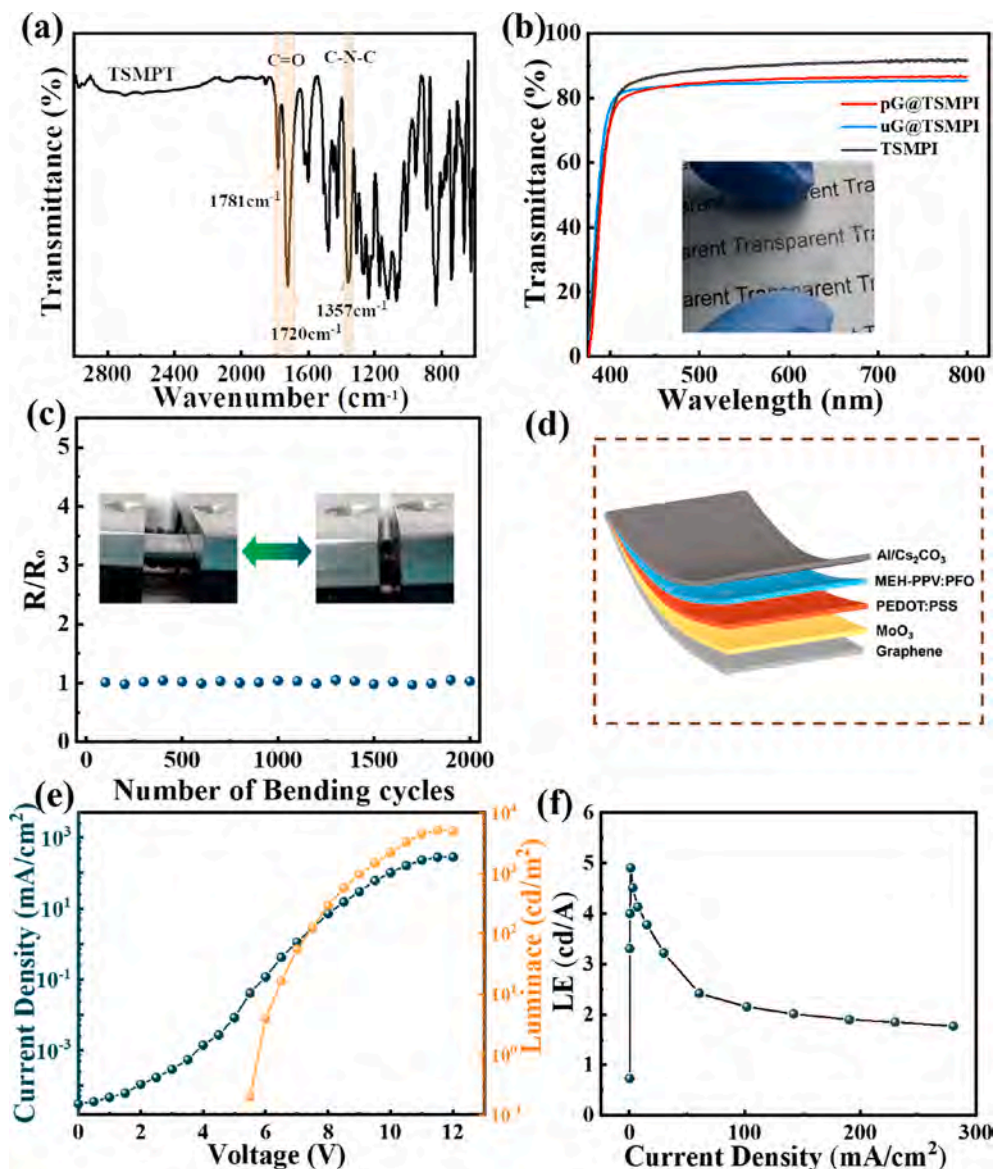 (a)
TSMPT
C=O
C-N-C
1781cm⁻¹
1720cm⁻¹
1357cm⁻¹
Transmittance (%)
2800 2400 2000 1600 1200 800
Wavenumber (cm⁻¹)
(b)
100
80
60
40
20
0
Transmittance (%)
pG@TSMPI
uG@TSMPI
TSMPI
Transparent Tra
arent Transparent Tra
arent Transparent Tra
400 500 600 700 800
Wavelength (nm)
(c)
5
4
3
2
1
0
R/R₀
0 500 1000 1500 2000
Number of Bending cycles
(d)
Al/Cs₂CO₃
MEH-PPV:PFO
PEDOT:PSS
MoO₃
Graphene
(e)
10³
10¹
10⁻¹
10⁻³
Current Density (mA/cm²)
10⁴
10³
10²
10¹
10⁰
10⁻¹
Luminace (cd/m²)
0 2 4 6 8 10 12
Voltage (V)
(f)
6
5
4
3
2
1
0
LE (cd/A)
0 100 200 300
Current Density (mA/cm²)